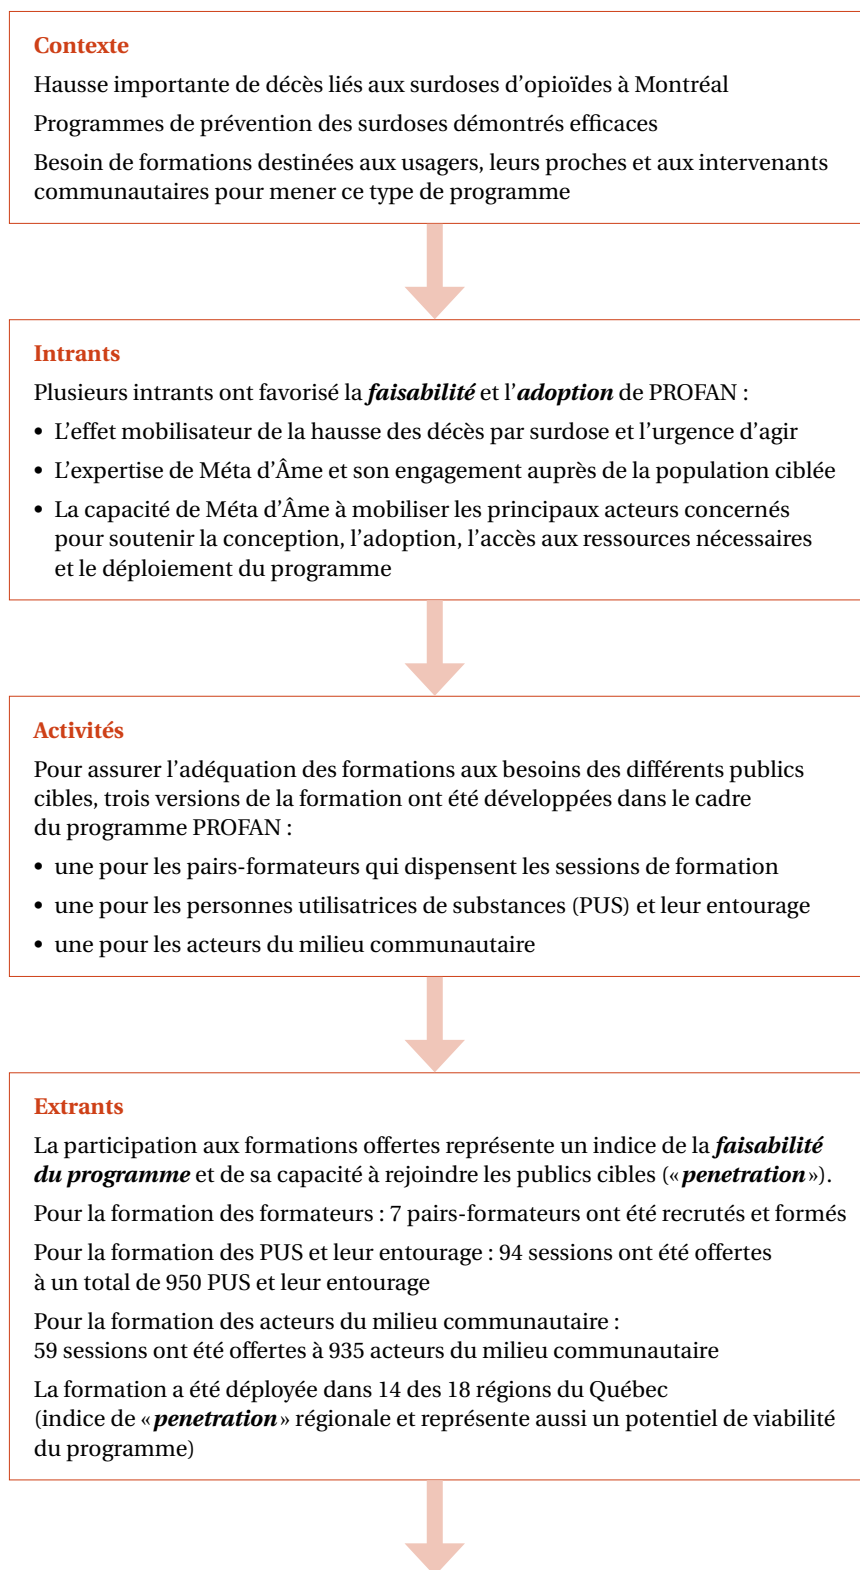 Contexte
Hausse importante de décès liés aux surdoses d'opioïdes à Montréal
Programmes de prévention des surdoses démontrés efficaces
Besoin de formations destinées aux usagers, leurs proches et aux intervenants
communautaires pour mener ce type de programme
Intrants
Plusieurs intrants ont favorisé la faisabilité et l'adoption de PROFAN :
• L'effet mobilisateur de la hausse des décès par surdose et l'urgence d'agir
• L'expertise de Méta d'Âme et son engagement auprès de la population ciblée
• La capacité de Méta d'Âme à mobiliser les principaux acteurs concernés
pour soutenir la conception, l'adoption, l'accès aux ressources nécessaires
et le déploiement du programme
Activités
Pour assurer l'adéquation des formations aux besoins des différents publics
cibles, trois versions de la formation ont été développées dans le cadre
du programme PROFAN :
• une pour les pairs-formateurs qui dispensent les sessions de formation
• une pour les personnes utilisatrices de substances (PUS) et leur entourage
• une pour les acteurs du milieu communautaire
Extrants
La participation aux formations offertes représente un indice de la faisabilité
du programme et de sa capacité à rejoindre les publics cibles («penetration»).
Pour la formation des formateurs : 7 pairs-formateurs ont été recrutés et formés
Pour la formation des PUS et leur entourage : 94 sessions ont été offertes
à un total de 950 PUS et leur entourage
Pour la formation des acteurs du milieu communautaire :
59 sessions ont été offertes à 935 acteurs du milieu communautaire
La formation a été déployée dans 14 des 18 régions du Québec
(indice de «penetration» régionale et représente aussi un potentiel de viabilité
du programme)